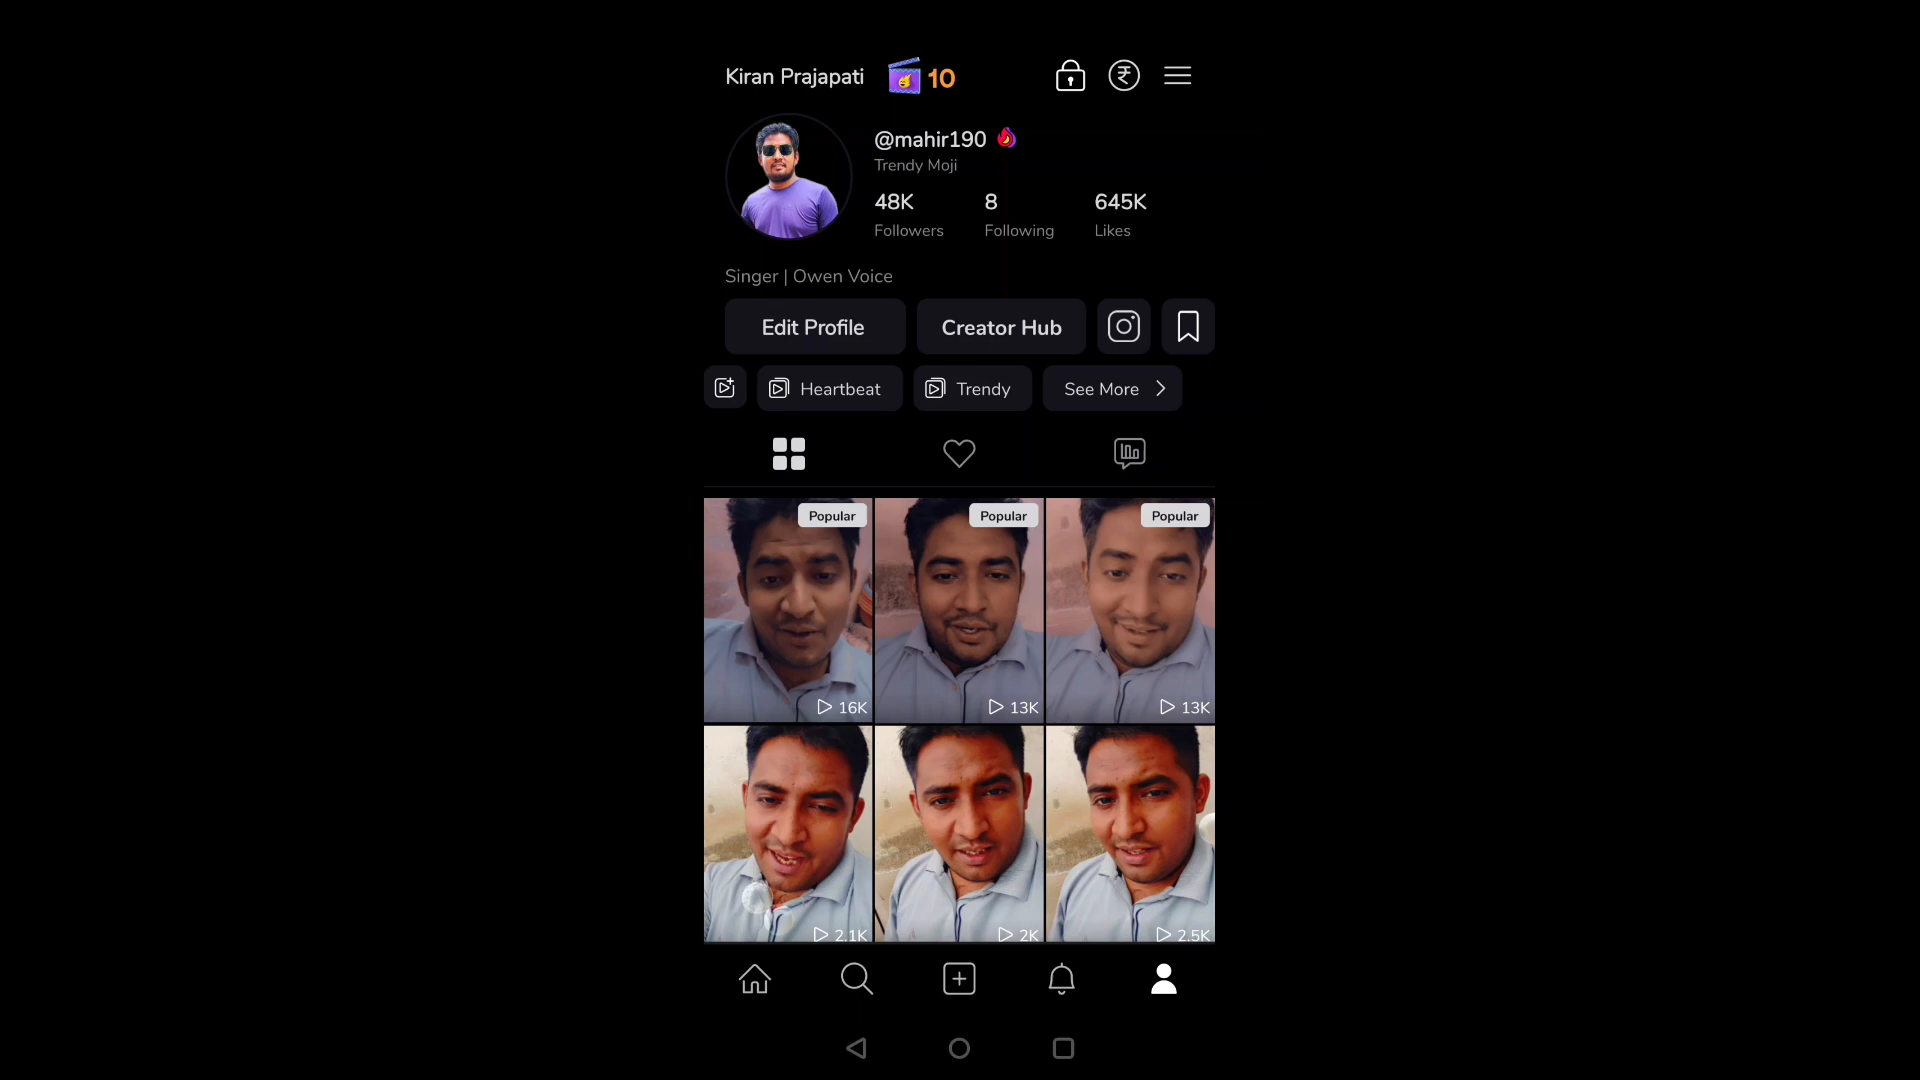 Kiran Prajapati 10
@mahir190
Trendy Moji
48K 8 645K
Followers Following Likes
Singer | Owen Voice
Edit Profile Creator Hub
Heartbeat Trendy See More
Popular Popular Popular
16K 13K 13K
2.1K 2K 2.5K